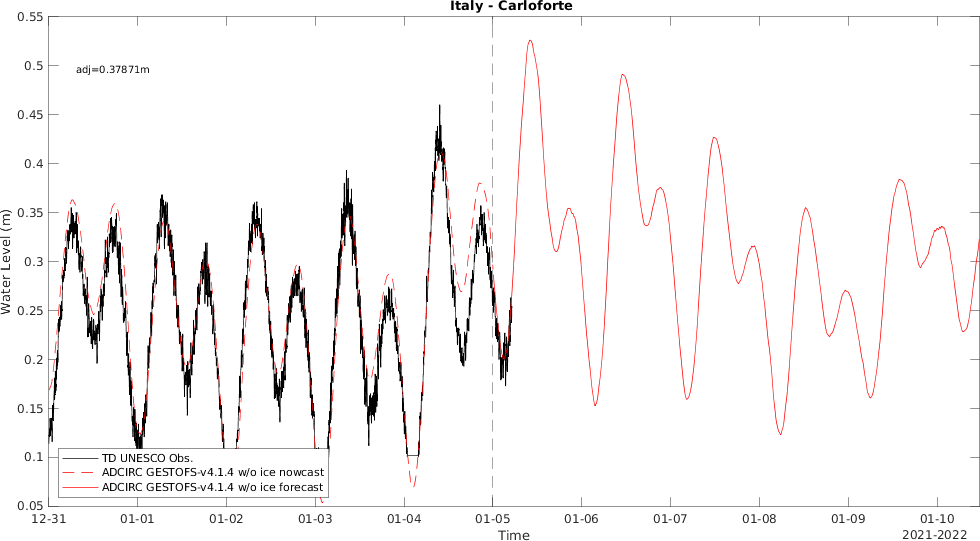 Italy - Carloforte
adj=0.37871m
Water Level (m)
0.55
0.5
0.45
0.4
0.35
0.3
0.25
0.2
0.15
0.1
0.05
TD UNESCO Obs.
ADCIRC GESTOFS-v4.1.4 w/o ice nowcast
ADCIRC GESTOFS-v4.1.4 w/o ice forecast
12-31 01-01 01-02 01-03 01-04 01-05 01-06 01-07 01-08 01-09 01-10
Time
2021-2022